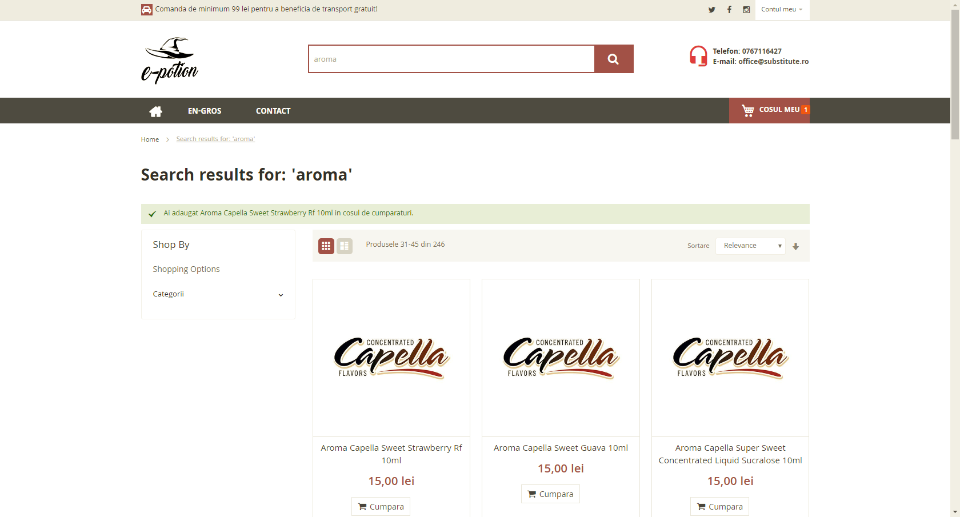 Comanda de minimum 99 lei pentru a beneficia de transport gratuit!
Contul meu
e-potion
aroma
Telefon: 0767116427
E-mail: office@substitute.ro
EN-GROS
CONTACT
COSUL MEU 1
Home > Search results for: 'aroma'
Search results for: 'aroma'
Ai adaugat Aroma Capella Sweet Strawberry Rf 10ml in cosul de cumparaturi.
Shop By
Shopping Options
Categorii
Produsele 31-45 din 246
Sortare
Relevance
CONCENTRATED
Capella
FLAVORS
CONCENTRATED
Capella
FLAVORS
CONCENTRATED
Capella
FLAVORS
Aroma Capella Sweet Strawberry Rf
10ml
15,00 lei
Cumpara
Aroma Capella Sweet Guava 10ml
15,00 lei
Cumpara
Aroma Capella Super Sweet
Concentrated Liquid Sucralose 10ml
15,00 lei
Cumpara